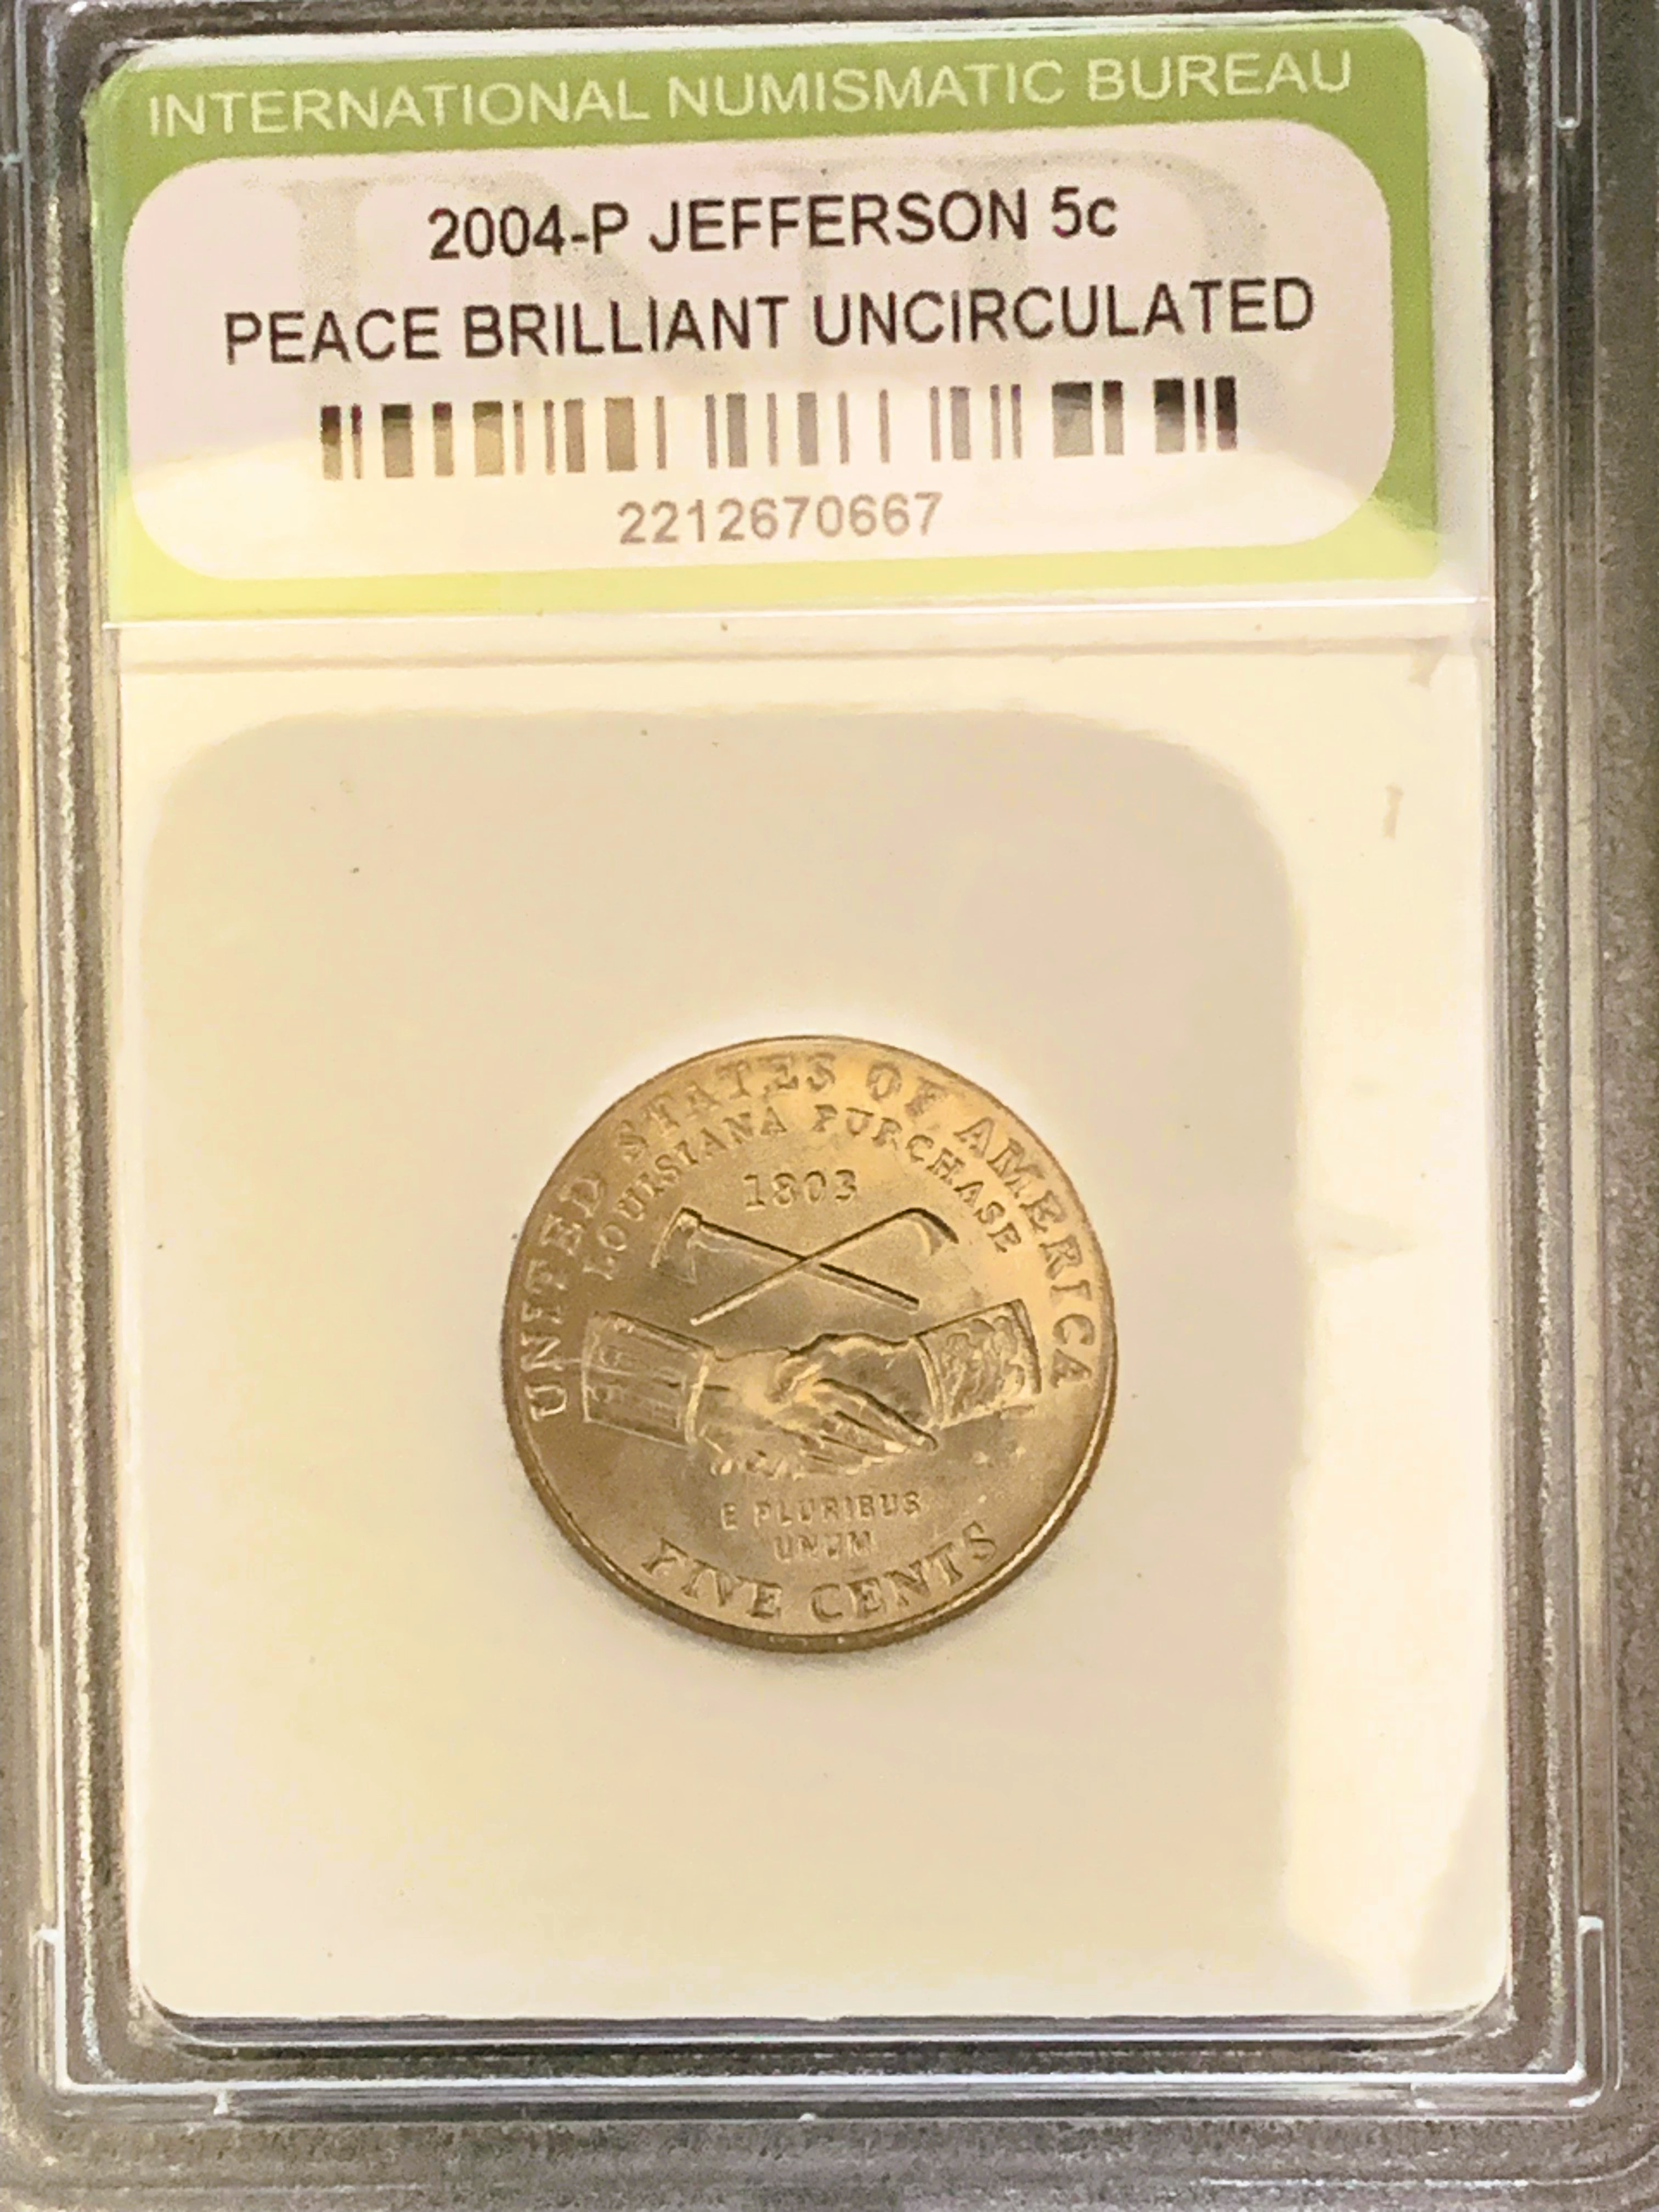 INTERNATIONAL NUMISMATIC BUREAU
2004-P JEFFERSON 5c
PEACE BRILLIANT UNCIRCULATED
2212670667
UNITED STATES OF AMERICA
LOUISIANA PURCHASE
1803
E PLURIBUS
UNUM
FIVE CENTS